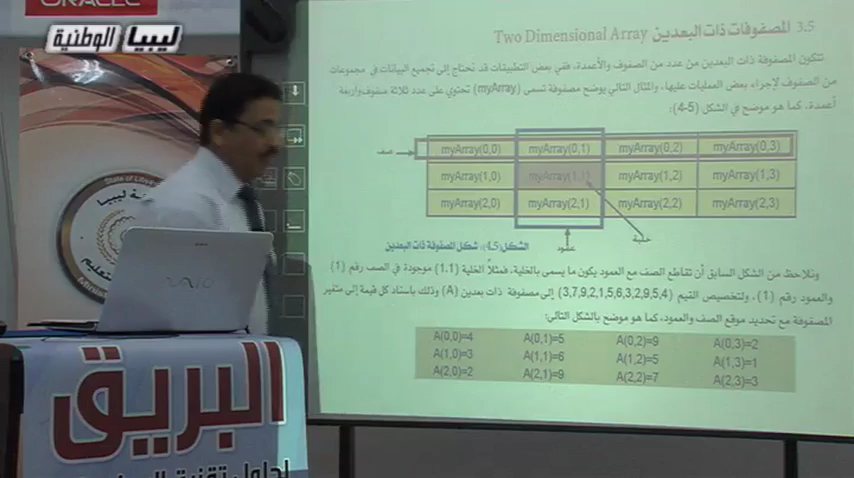 ORACLE
ليبيا الوطنية
3.5 المصفوفات ذات البعدين Two Dimensional Array
تتكون المصفوفة ذات البعدين من عدد من الصفوف والأعمدة، ففي بعض التطبيقات قد نحتاج إلى تجميع البيانات في مجموعات
من الصفوف لإجراء بعض العمليات عليها، والمثال التالي يوضح مصفوفة تسمى (myArray) تحتوي على عدد ثلاثة صفوف وأربعة
أعمدة، كما هو موضح في الشكل (4-5):
صف
myArray(0,0) myArray(0,1) myArray(0,2) myArray(0,3)
myArray(1,0) myArray(1,1) myArray(1,2) myArray(1,3)
myArray(2,0) myArray(2,1) myArray(2,2) myArray(2,3)
خلية
عمود
الشكل (4.5)، شكل المصفوفة ذات البعدين
ونلاحظ من الشكل السابق أن تقاطع الصف مع العمود يكون ما يسمى بالخلية، فمثلاً الخلية (1.1) موجودة في الصف رقم (1)
والعمود رقم (1)، ولتخصيص القيم (3,7,9,2,1,5,6,3,2,9,5,4) إلى مصفوفة ذات بعدين (A) وذلك بإسناد كل قيمة إلى متغير
المصفوفة مع تحديد موقع الصف والعمود، كما هو موضح بالشكل التالي:
A(0,0)=4 A(0,1)=5 A(0,2)=9 A(0,3)=2
A(1,0)=3 A(1,1)=6 A(1,2)=5 A(1,3)=1
A(2,0)=2 A(2,1)=9 A(2,2)=7 A(2,3)=3
State of Libya
VAIO
البريق
لحلول تقنية